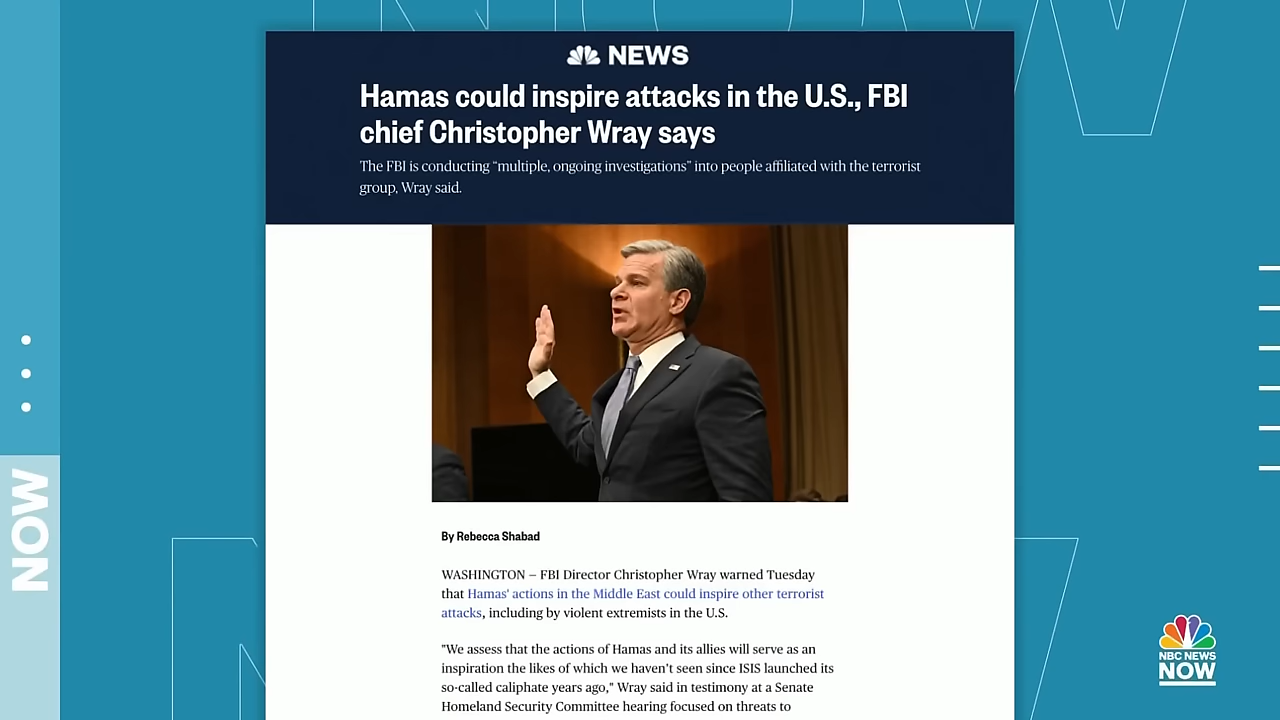 NEWS
Hamas could inspire attacks in the U.S., FBI
chief Christopher Wray says
The FBI is conducting “multiple, ongoing investigations” into people affiliated with the terrorist
group, Wray said.
By Rebecca Shabad
WASHINGTON — FBI Director Christopher Wray warned Tuesday
that Hamas' actions in the Middle East could inspire other terrorist
attacks, including by violent extremists in the U.S.
"We assess that the actions of Hamas and its allies will serve as an
inspiration the likes of which we haven't seen since ISIS launched its
so-called caliphate years ago," Wray said in testimony at a Senate
Homeland Security Committee hearing focused on threats to
NOW
NBC NEWS
NOW